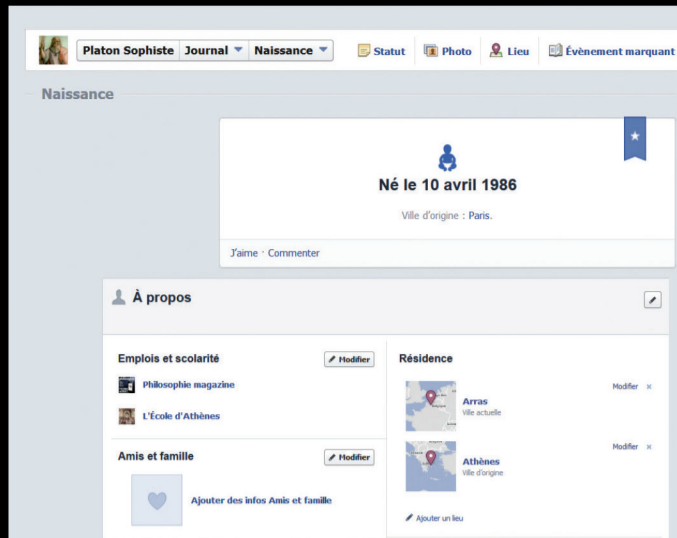 Platon Sophiste Journal Naissance Statut Photo Lieu Évènement marquant
Naissance
Né le 10 avril 1986
Ville d'origine : Paris.
J'aime · Commenter
À propos
Emplois et scolarité Modifier
Philosophie magazine
L'École d'Athènes
Amis et famille Modifier
Ajouter des infos Amis et famille
Résidence
Modifier ×
Arras
Ville actuelle
Modifier ×
Athènes
Ville d'origine
Ajouter un lieu